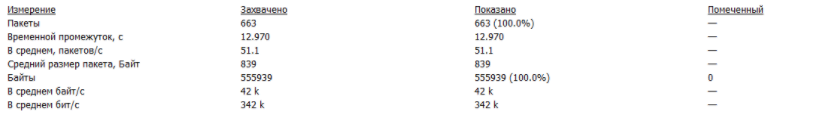 Измерение Захвачено Показано Помеченный
Пакеты 663 663 (100.0%) —
Временной промежуток, с 12.970 12.970 —
В среднем, пакетов/с 51.1 51.1 —
Средний размер пакета, Байт 839 839 —
Байты 555939 555939 (100.0%) 0
В среднем байт/с 42 k 42 k —
В среднем бит/с 342 k 342 k —